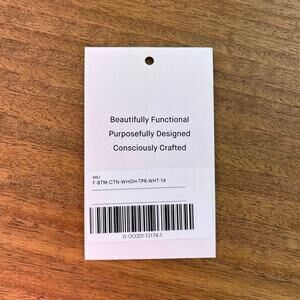 Beautifully Functional
Purposefully Designed
Consciously Crafted
SKU
F-BTM-CTN-WHGH-TPR-WHT-14
0-00001-13174-1